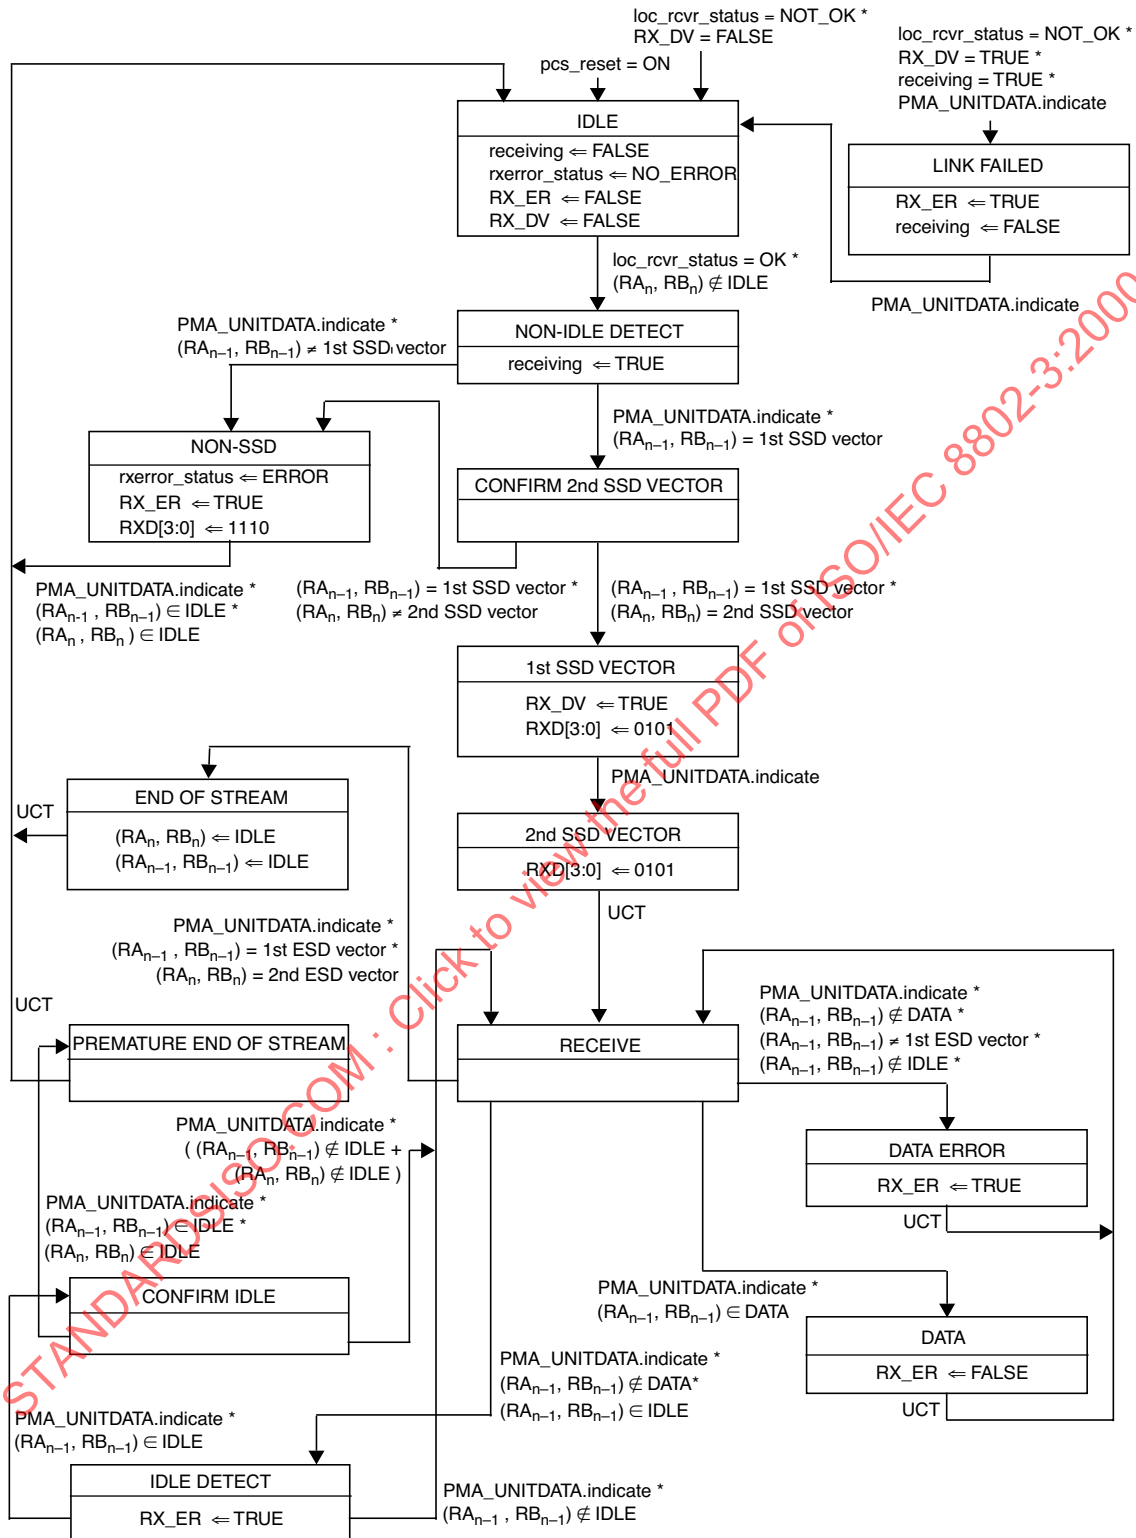 loc_rcvr_status = NOT_OK *
RX_DV = FALSE
pcs_reset = ON
loc_rcvr_status = NOT_OK *
RX_DV = TRUE *
receiving = TRUE *
PMA_UNITDATA.indicate
IDLE
receiving ⇐ FALSE
rxerror_status ⇐ NO_ERROR
RX_ER ⇐ FALSE
RX_DV ⇐ FALSE
LINK FAILED
RX_ER ⇐ TRUE
receiving ⇐ FALSE
PMA_UNITDATA.indicate
loc_rcvr_status = OK *
(RAn, RBn) ∉ IDLE
NON-IDLE DETECT
receiving ⇐ TRUE
PMA_UNITDATA.indicate *
(RAn–1, RBn–1) ≠ 1st SSD vector
PMA_UNITDATA.indicate *
(RAn–1, RBn–1) = 1st SSD vector
NON-SSD
rxerror_status ⇐ ERROR
RX_ER ⇐ TRUE
RXD[3:0] ⇐ 1110
CONFIRM 2nd SSD VECTOR
PMA_UNITDATA.indicate *
(RAn-1 , RBn–1) ∈ IDLE *
(RAn , RBn ) ∈ IDLE
(RAn–1, RBn–1) = 1st SSD vector *
(RAn, RBn) ≠ 2nd SSD vector
(RAn–1 , RBn–1) = 1st SSD vector *
(RAn, RBn) = 2nd SSD vector
1st SSD VECTOR
RX_DV ⇐ TRUE
RXD[3:0] ⇐ 0101
PMA_UNITDATA.indicate
END OF STREAM
(RAn, RBn) ⇐ IDLE
(RAn–1, RBn–1) ⇐ IDLE
UCT
2nd SSD VECTOR
RXD[3:0] ⇐ 0101
UCT
PMA_UNITDATA.indicate *
(RAn–1 , RBn–1) = 1st ESD vector *
(RAn, RBn) = 2nd ESD vector
UCT
PREMATURE END OF STREAM
RECEIVE
PMA_UNITDATA.indicate *
(RAn–1, RBn–1) ∉ DATA *
(RAn–1, RBn–1) ≠ 1st ESD vector *
(RAn–1, RBn–1) ∉ IDLE *
PMA_UNITDATA.indicate *
( (RAn–1, RBn–1) ∉ IDLE +
(RAn, RBn) ∉ IDLE )
DATA ERROR
RX_ER ⇐ TRUE
UCT
PMA_UNITDATA.indicate *
(RAn–1, RBn–1) ∈ IDLE *
(RAn, RBn) ∈ IDLE
CONFIRM IDLE
PMA_UNITDATA.indicate *
(RAn–1, RBn–1) ∈ DATA
DATA
RX_ER ⇐ FALSE
UCT
PMA_UNITDATA.indicate *
(RAn–1, RBn–1) ∉ DATA*
(RAn–1, RBn–1) ∈ IDLE
PMA_UNITDATA.indicate *
(RAn–1, RBn–1) ∈ IDLE
IDLE DETECT
RX_ER ⇐ TRUE
PMA_UNITDATA.indicate *
(RAn–1 , RBn–1) ∉ IDLE
STANDARDSISO.COM : Click to view the full PDF of ISO/IEC 8802-3:2000